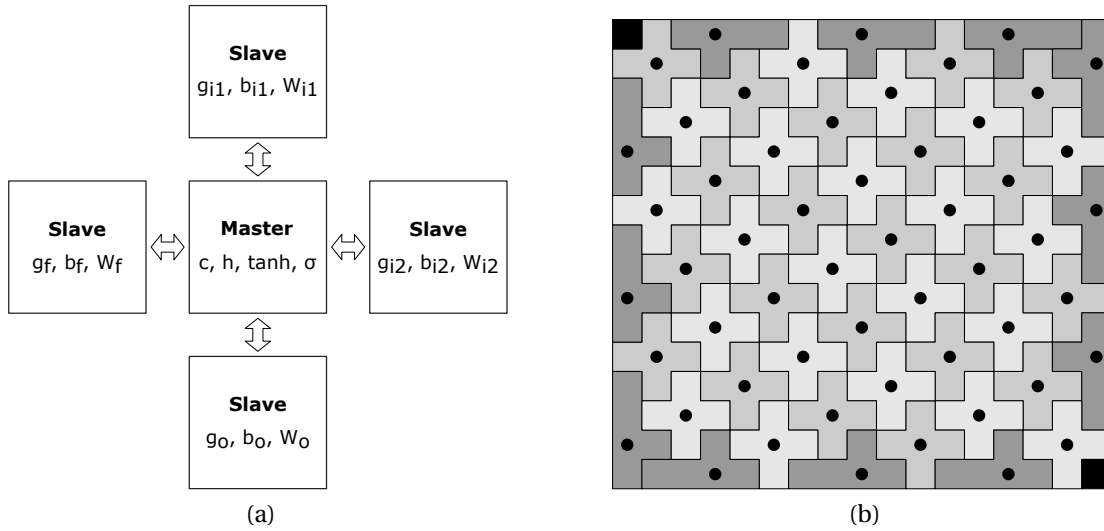 Slave
gi1, bi1, Wi1
Slave
gf, bf, Wf
Master
c, h, tanh, σ
Slave
gi2, bi2, Wi2
Slave
go, bo, Wo
(a)
(b)